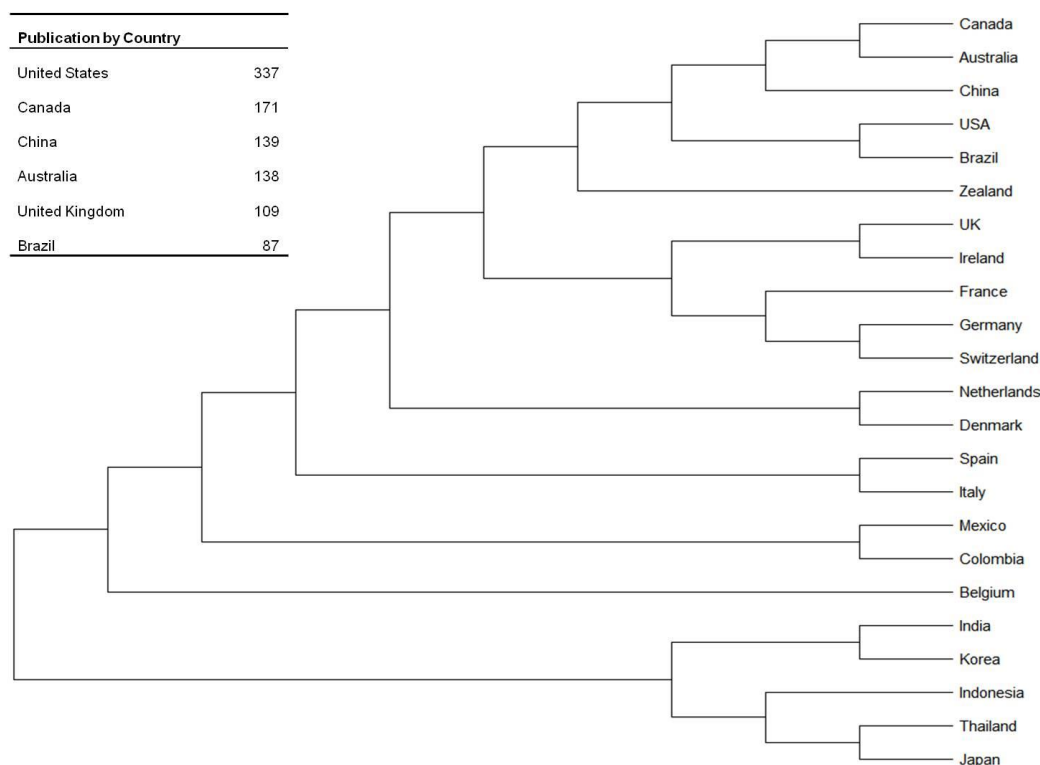 Publication by Country
United States 337
Canada 171
China 139
Australia 138
United Kingdom 109
Brazil 87
Canada
Australia
China
USA
Brazil
Zealand
UK
Ireland
France
Germany
Switzerland
Netherlands
Denmark
Spain
Italy
Mexico
Colombia
Belgium
India
Korea
Indonesia
Thailand
Japan